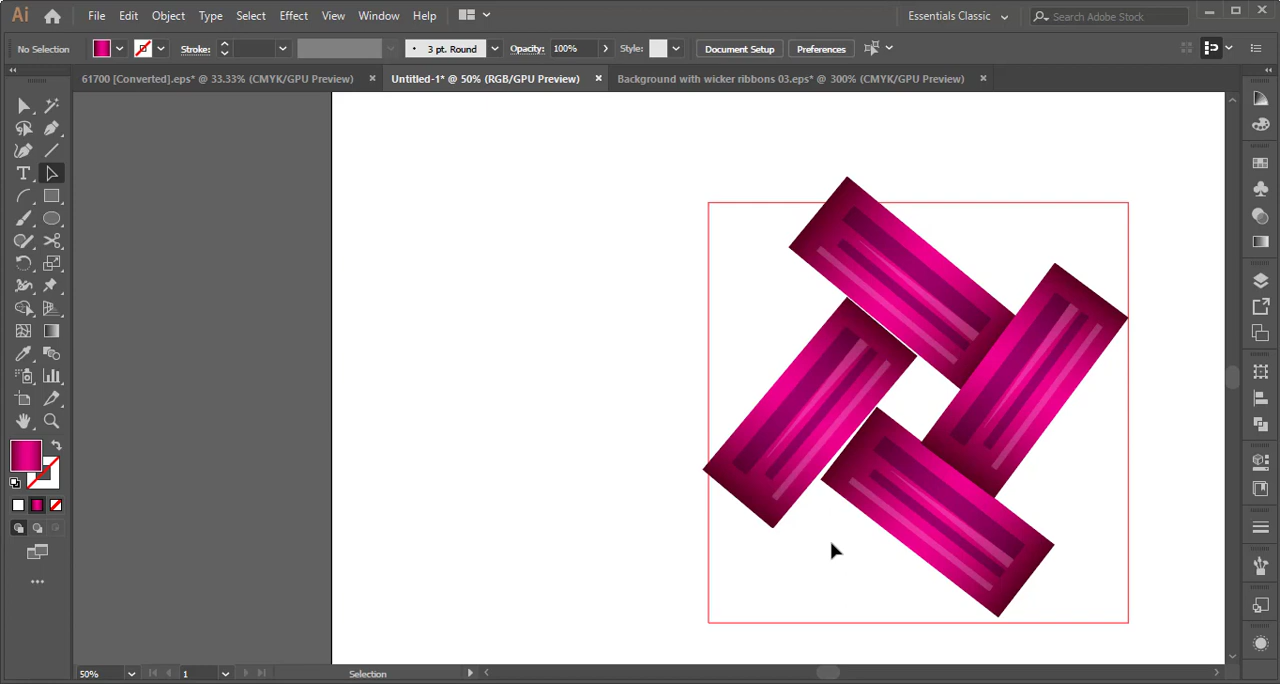 Ai File Edit Object Type Select Effect View Window Help Essentials Classic Search Adobe Stock
No Selection Stroke: 3 pt. Round Opacity: 100% Style: Document Setup Preferences
61700 [Converted].eps* @ 33.33% (CMYK/GPU Preview) × Untitled-1* @ 50% (RGB/GPU Preview) × Background with wicker ribbons 03.eps* @ 300% (CMYK/GPU Preview) ×
T
50% 1 Selection